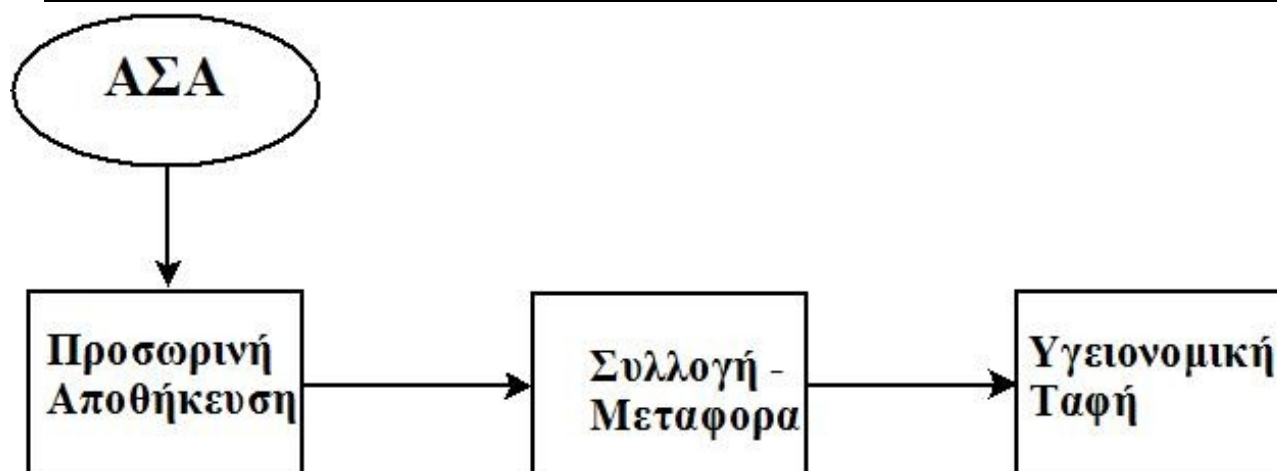 ΑΣΑ
Προσωρινή
Αποθήκευση
Συλλογή -
Μεταφορα
Υγειονομική
Ταφή